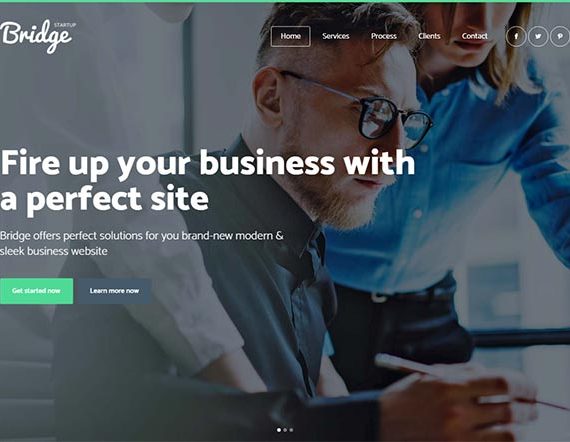 STARTUP
Bridge
Home Services Process Clients Contact
Fire up your business with
a perfect site
Bridge offers perfect solutions for you brand-new modern &
sleek business website
Get started now Learn more now